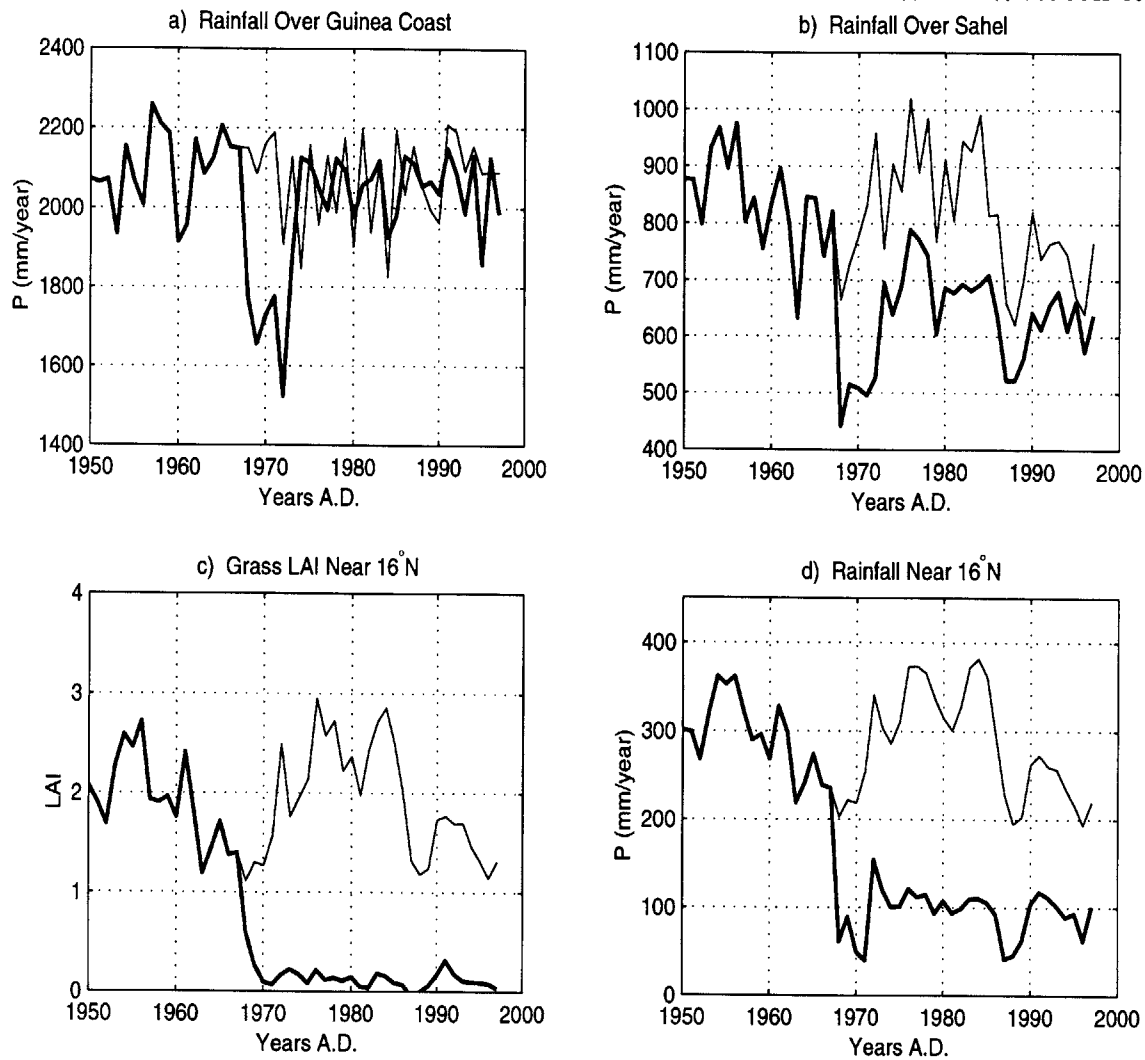 a) Rainfall Over Guinea Coast
2400
2200
2000
1800
1600
1400
P (mm/year)
1950 1960 1970 1980 1990 2000
Years A.D.
b) Rainfall Over Sahel
1100
1000
900
800
700
600
500
400
P (mm/year)
1950 1960 1970 1980 1990 2000
Years A.D.
c) Grass LAI Near 16°N
4
3
2
1
0
LAI
1950 1960 1970 1980 1990 2000
Years A.D.
d) Rainfall Near 16°N
400
300
200
100
0
P (mm/year)
1950 1960 1970 1980 1990 2000
Years A.D.